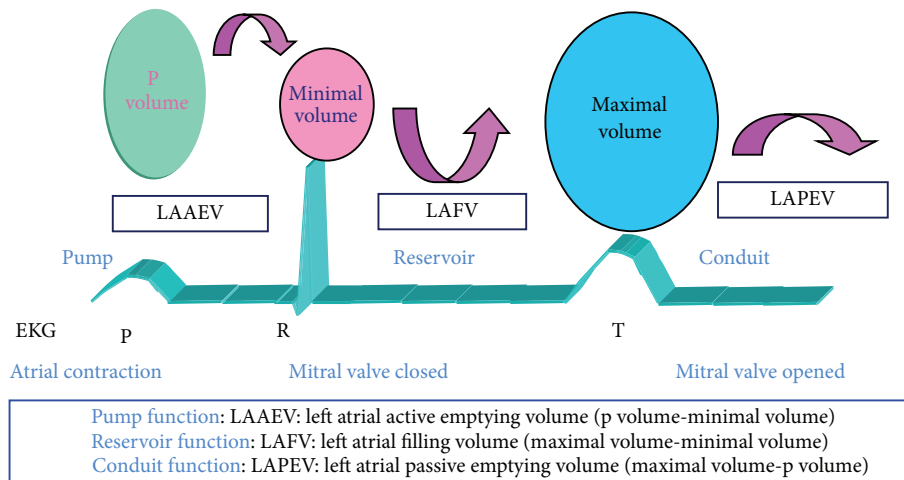 P
volume
Minimal
volume
Maximal
volume
LAAEV
LAFV
LAPEV
Pump
Reservoir
Conduit
EKG
P
R
T
Atrial contraction
Mitral valve closed
Mitral valve opened
Pump function: LAAEV: left atrial active emptying volume (p volume-minimal volume)
Reservoir function: LAFV: left atrial filling volume (maximal volume-minimal volume)
Conduit function: LAPEV: left atrial passive emptying volume (maximal volume-p volume)